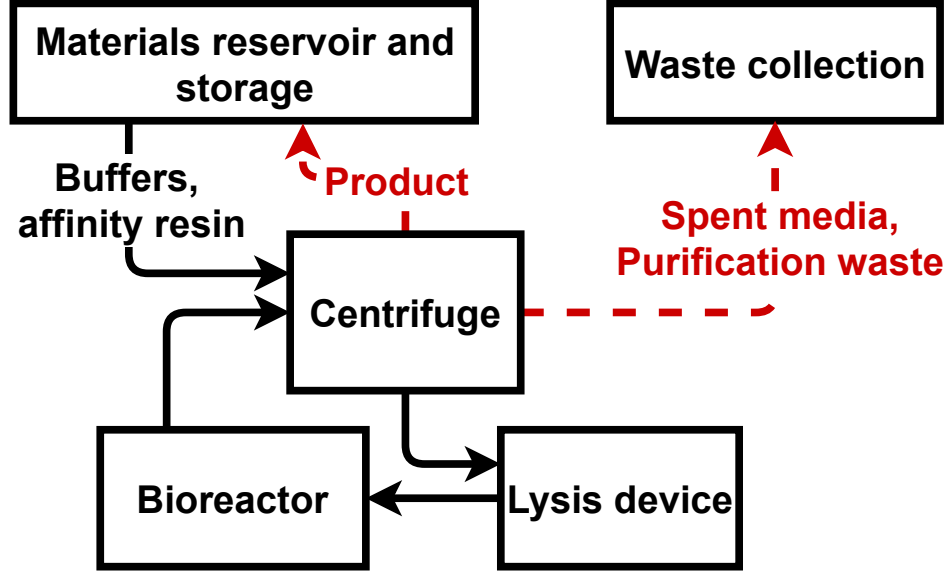 Materials reservoir and
storage
Waste collection
Buffers,
affinity resin
Product
Spent media,
Purification waste
Centrifuge
Bioreactor
Lysis device